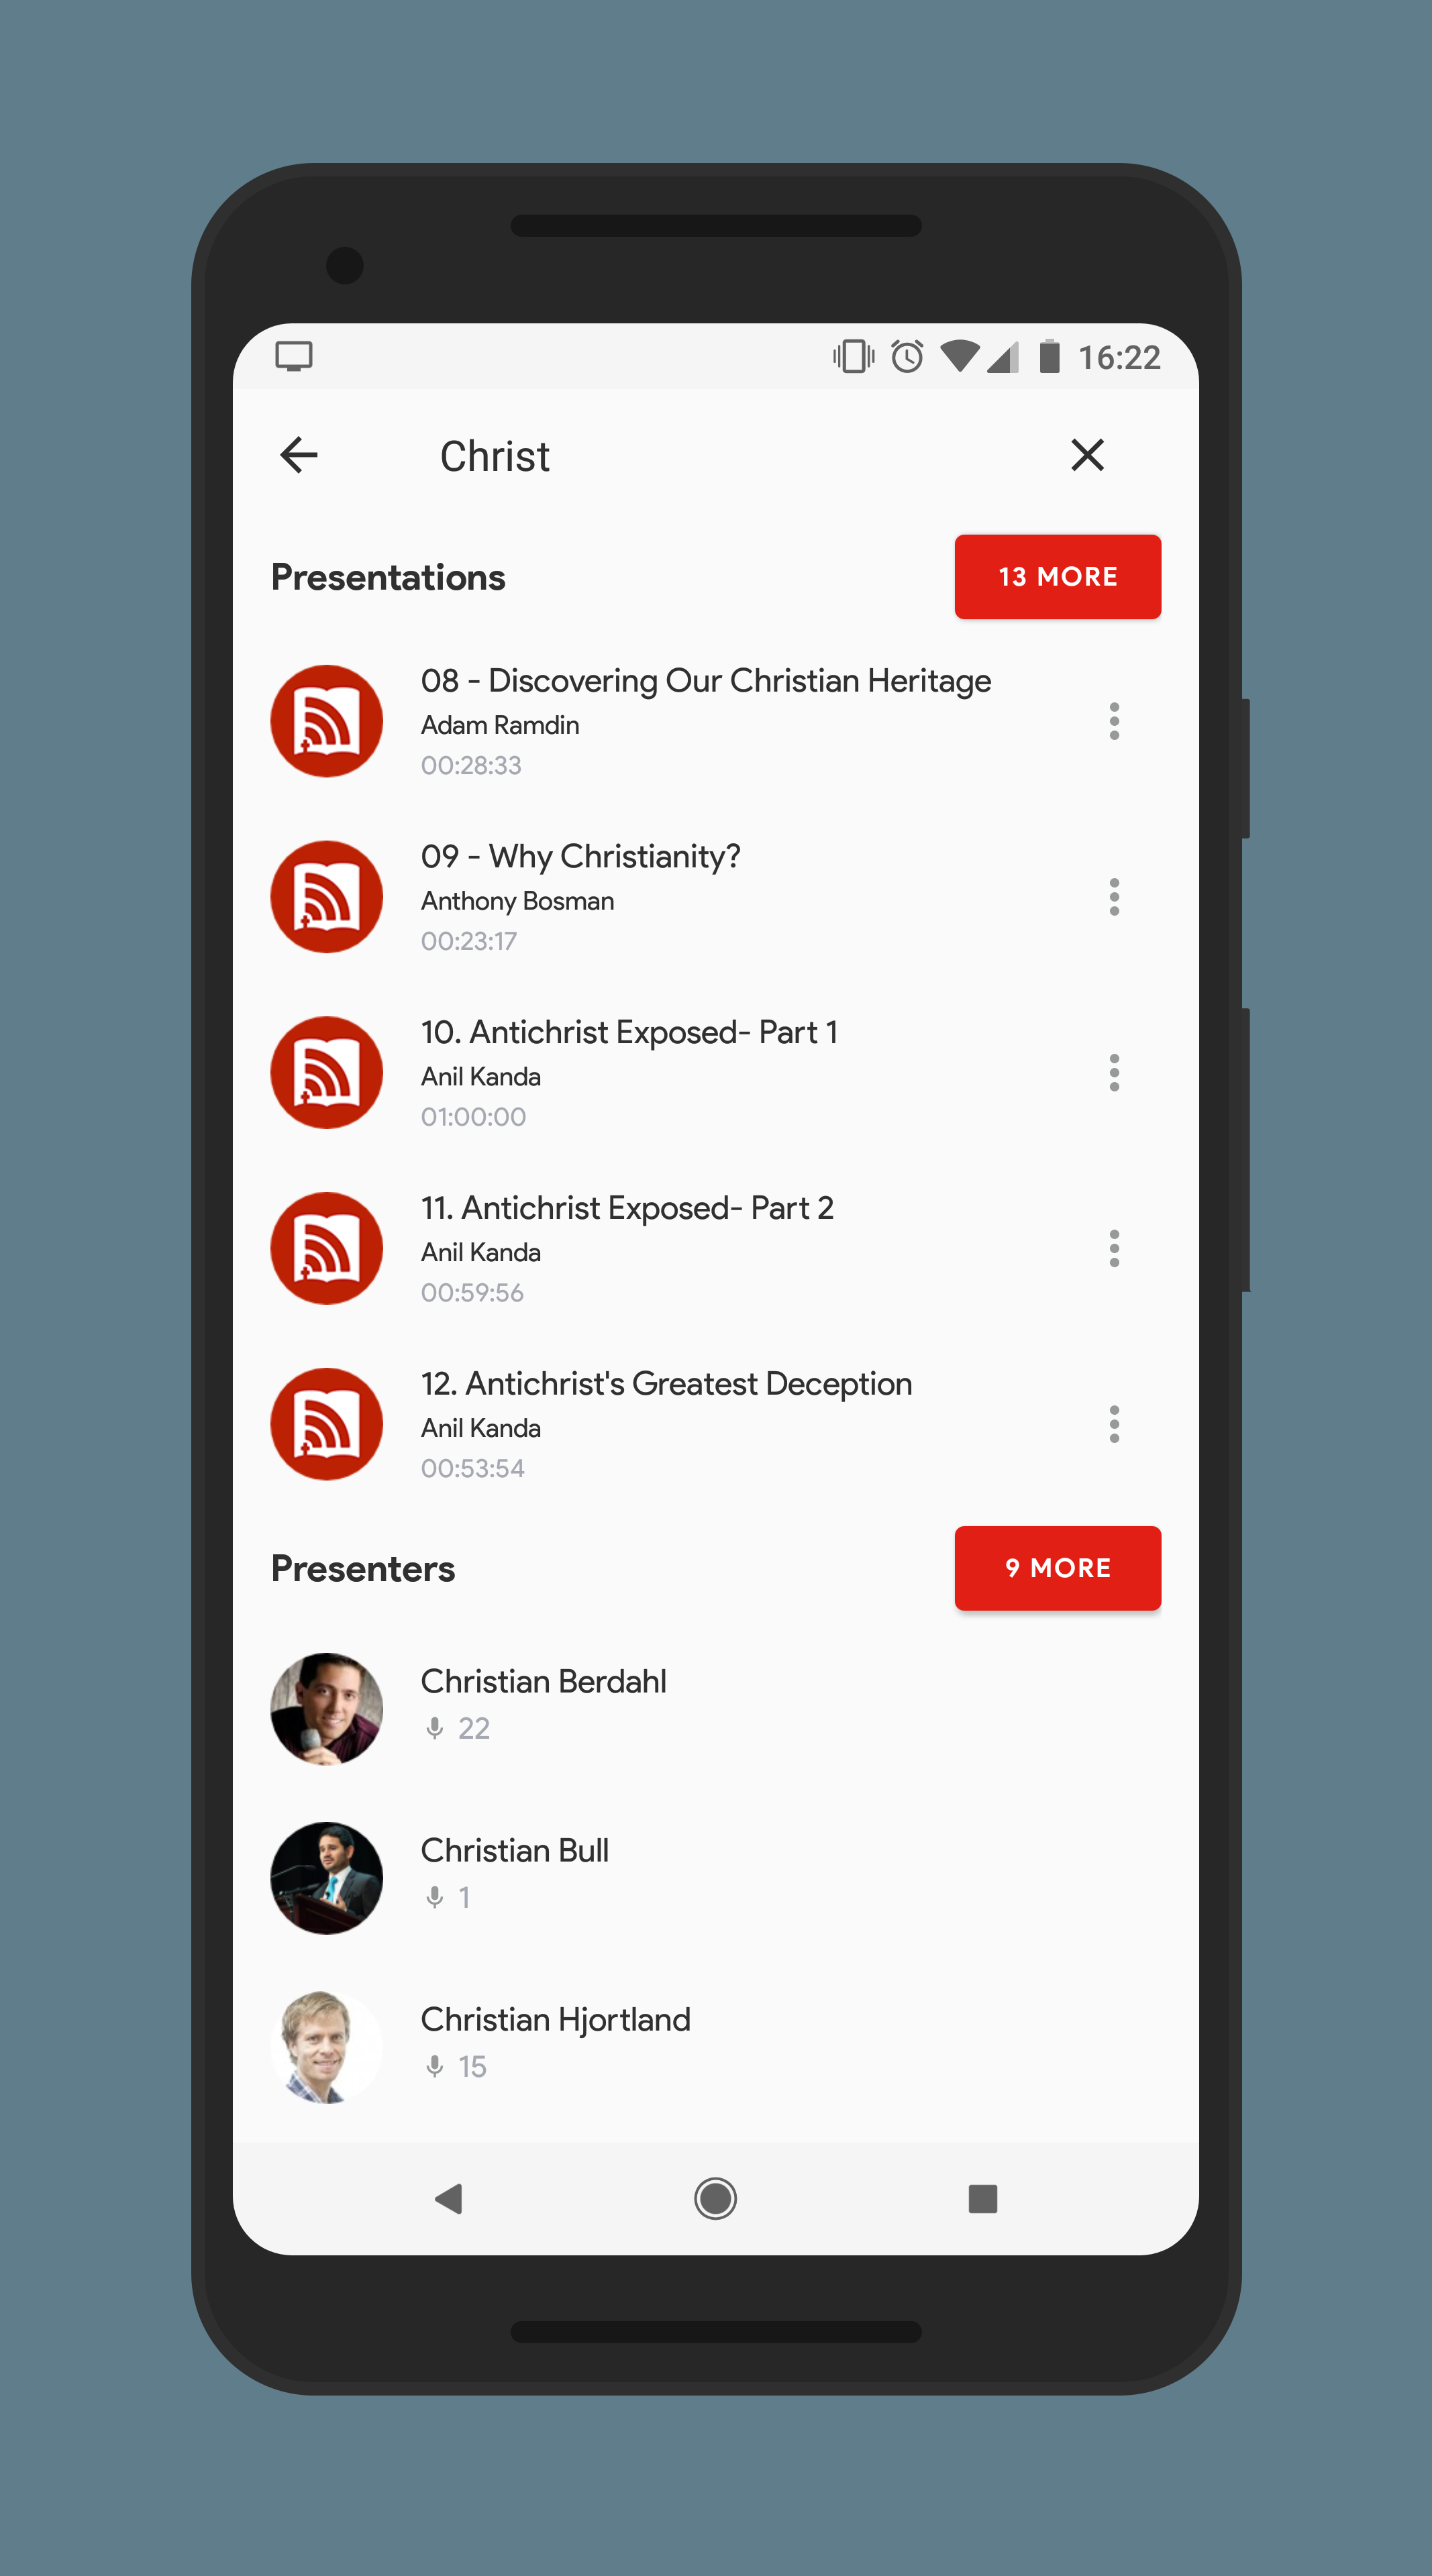 16:22
Christ
Presentations
13 MORE
08 - Discovering Our Christian Heritage
Adam Ramdin
00:28:33
09 - Why Christianity?
Anthony Bosman
00:23:17
10. Antichrist Exposed- Part 1
Anil Kanda
01:00:00
11. Antichrist Exposed- Part 2
Anil Kanda
00:59:56
12. Antichrist's Greatest Deception
Anil Kanda
00:53:54
Presenters
9 MORE
Christian Berdahl
22
Christian Bull
1
Christian Hjortland
15